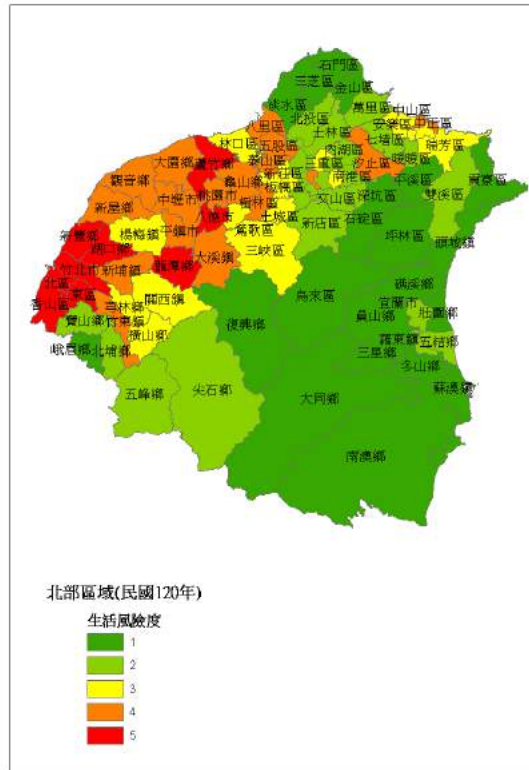 石門區
三芝區
金山區
淡水區
北投區
萬里區
中山區
八里區
士林區
安樂區
中正區
林口區
五股區
內湖區
七堵區
瑞芳區
大園鄉
蘆竹鄉
泰山區
三重區
汐止區
暖暖區
觀音鄉
龜山鄉
新莊區
板橋區
南港區
平溪區
雙溪區
貢寮區
中壢市
桃園市
樹林區
文山區
深坑區
新屋鄉
八德市
土城區
新店區
石碇區
新豐鄉
楊梅鎮
平鎮市
鶯歌區
坪林區
頭城鎮
湖口鄉
大溪鎮
三峽區
竹北市
新埔鎮
龍潭鄉
北區
關西鎮
烏來區
礁溪鄉
香山區
東區
芎林鄉
宜蘭市
寶山鄉
竹東鎮
復興鄉
員山鄉
壯圍鄉
橫山鄉
羅東鎮
五結鄉
峨眉鄉
北埔鄉
三星鄉
冬山鄉
五峰鄉
尖石鄉
大同鄉
蘇澳鎮
南澳鄉
北部區域(民國120年)
生活風險度
1
2
3
4
5